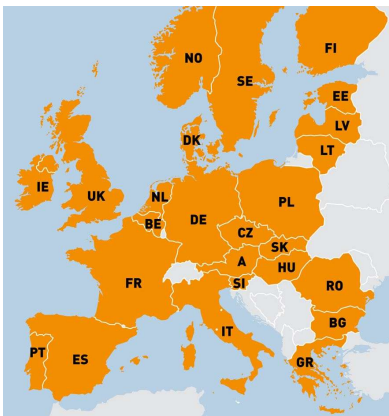 FI
NO
SE
EE
LV
DK
LT
IE
UK
NL
PL
BE
DE
CZ
SK
A
HU
FR
SI
RO
BG
IT
PT
ES
GR